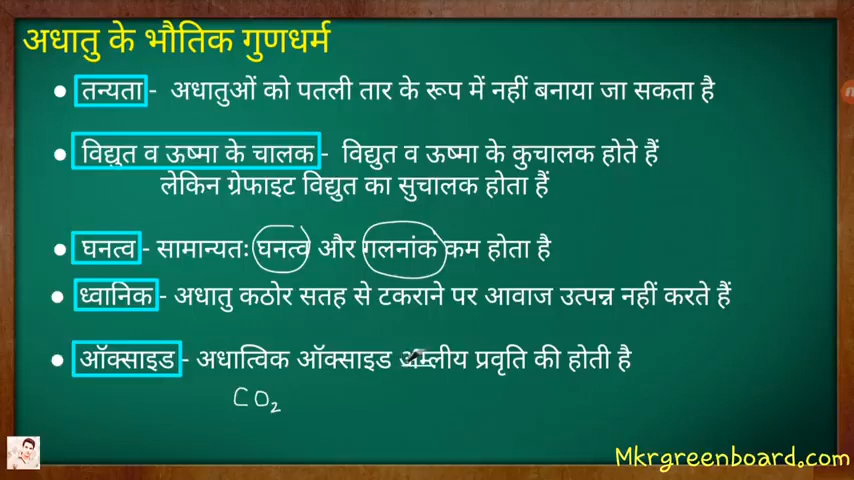 अधातु के भौतिक गुणधर्म
● तन्यता - अधातुओं को पतली तार के रूप में नहीं बनाया जा सकता है
● विद्युत व ऊष्मा के चालक - विद्युत व ऊष्मा के कुचालक होते हैं
लेकिन ग्रेफाइट विद्युत का सुचालक होता हैं
● घनत्व - सामान्यतः घनत्व और गलनांक कम होता है
● ध्वानिक - अधातु कठोर सतह से टकराने पर आवाज उत्पन्न नहीं करते हैं
● ऑक्साइड - अधात्विक ऑक्साइड अम्लीय प्रवृति की होती है
CO₂
Mkrgreenboard.com